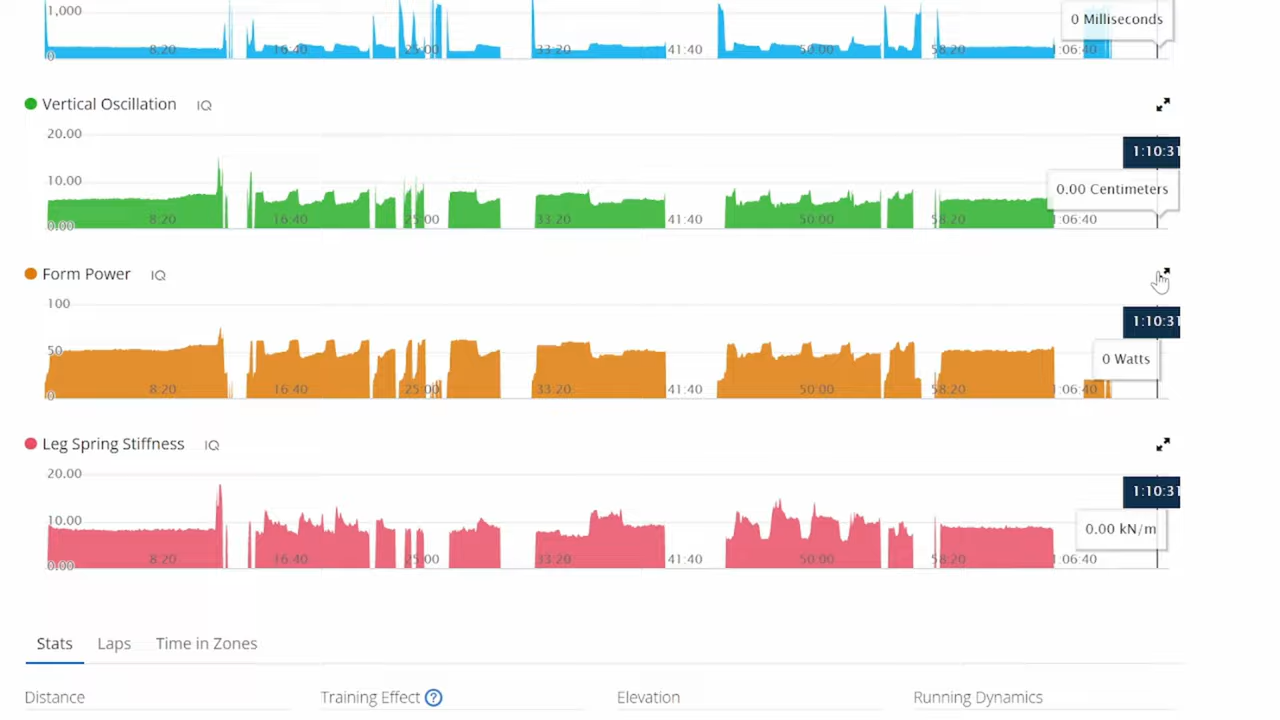 1,000
0
8:20 16:40 25:00 33:20 41:40 50:00 58:20 1:06:40
0 Milliseconds
Vertical Oscillation IQ
20.00
10.00
0.00
8:20 16:40 25:00 33:20 41:40 50:00 58:20 1:06:40
1:10:31
0.00 Centimeters
Form Power IQ
100
50
0
8:20 16:40 25:00 33:20 41:40 50:00 58:20 1:06:40
1:10:31
0 Watts
Leg Spring Stiffness IQ
20.00
10.00
0.00
8:20 16:40 25:00 33:20 41:40 50:00 58:20 1:06:40
1:10:31
0.00 kN/m
Stats Laps Time in Zones
Distance Training Effect ? Elevation Running Dynamics